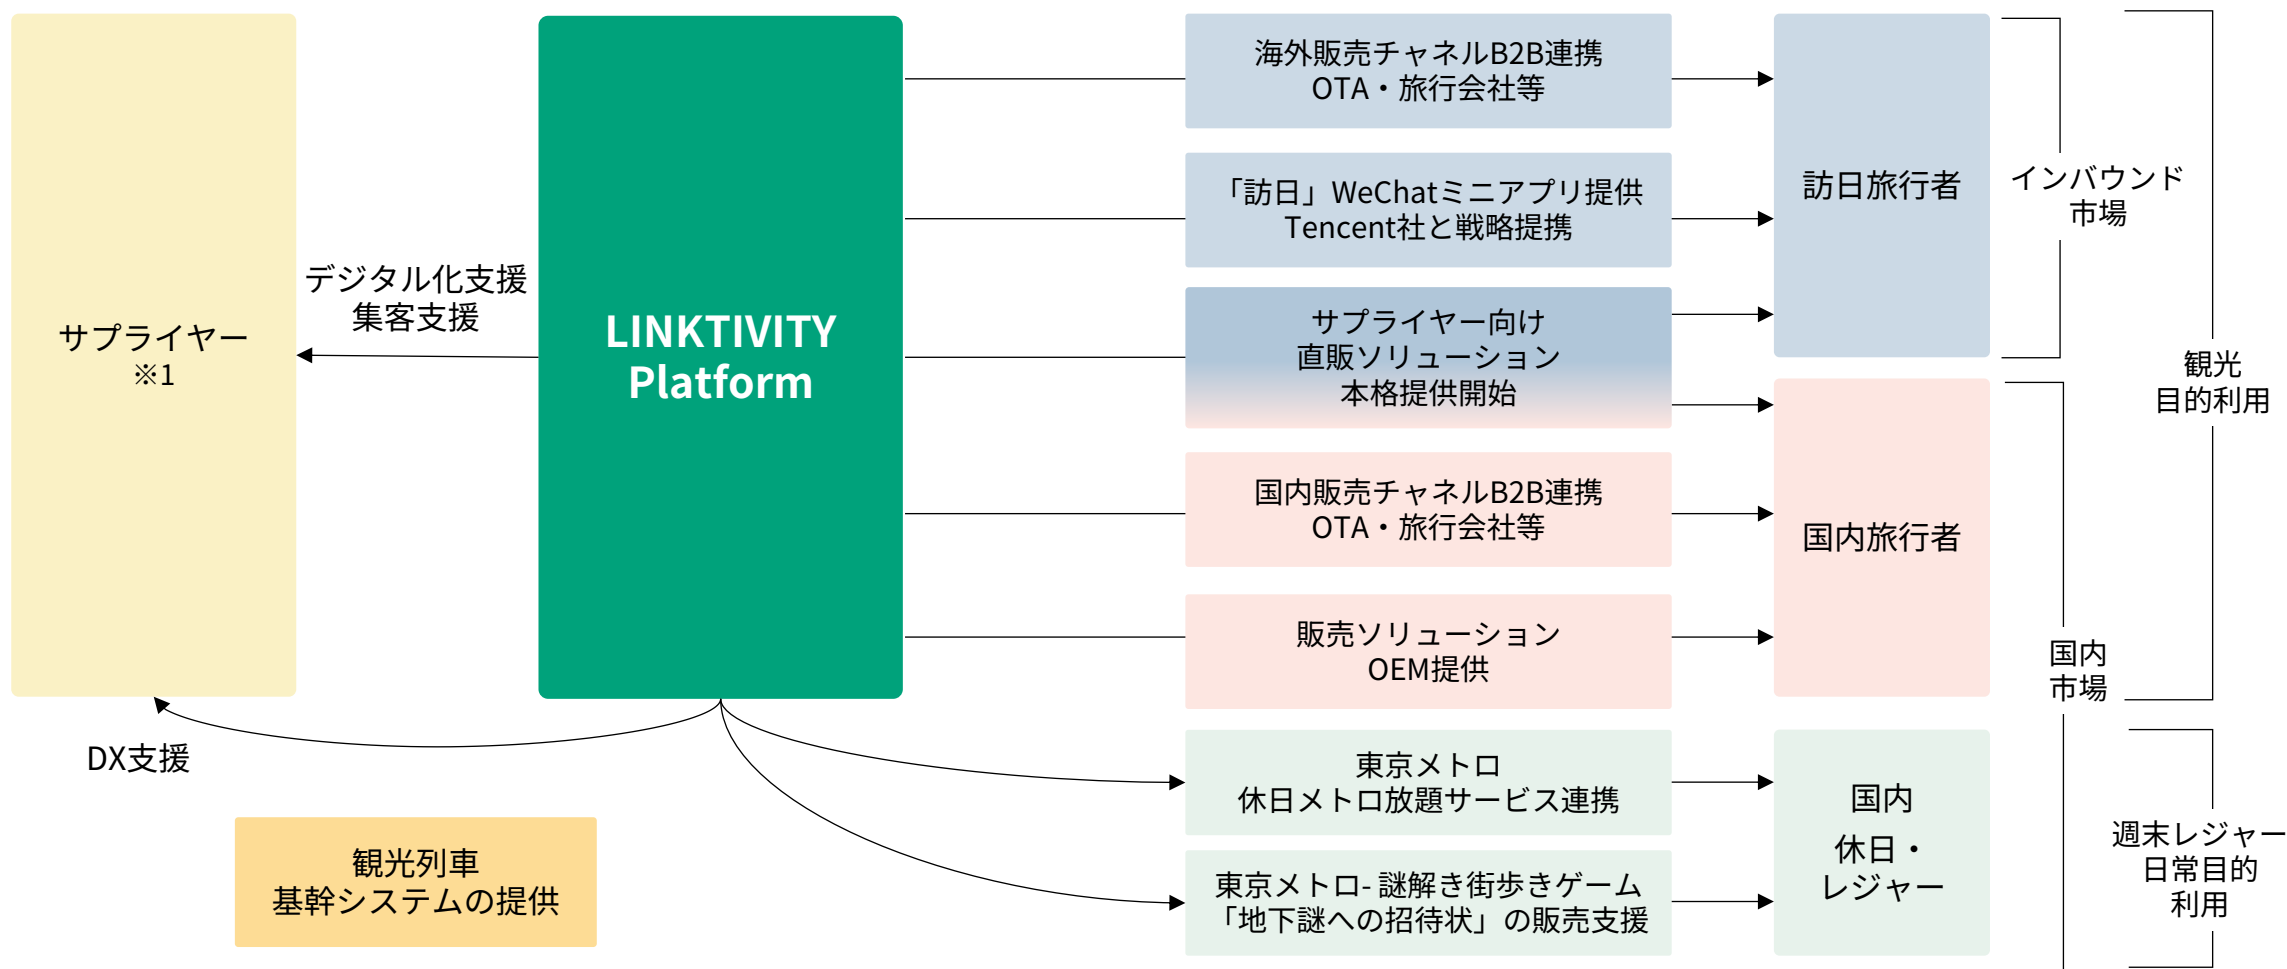 サプライヤー
※1
デジタル化支援
集客支援
LINKTIVITY
Platform
DX支援
観光列車
基幹システムの提供
海外販売チャネルB2B連携
OTA・旅行会社等
「訪日」WeChatミニアプリ提供
Tencent社と戦略提携
サプライヤー向け
直販ソリューション
本格提供開始
国内販売チャネルB2B連携
OTA・旅行会社等
販売ソリューション
OEM提供
東京メトロ
休日メトロ放題サービス連携
東京メトロ- 謎解き街歩きゲーム
「地下謎への招待状」の販売支援
訪日旅行者
国内旅行者
国内
休日・
レジャー
インバウンド
市場
国内
市場
観光
目的利用
週末レジャー
日常目的
利用